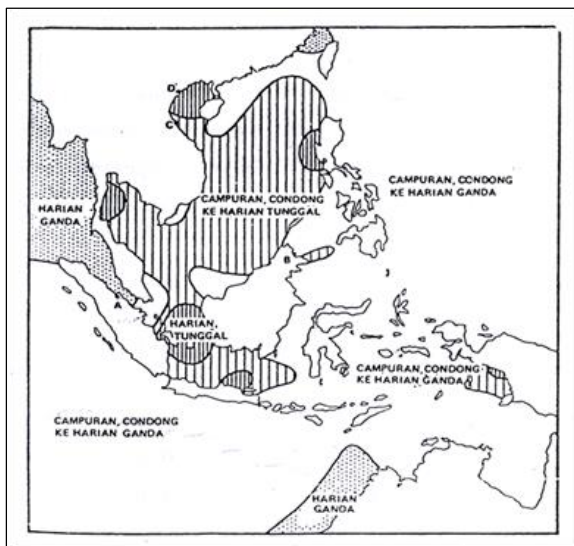 D
C
CAMPURAN, CONDONG
KE HARIAN GANDA
HARIAN
GANDA
CAMPURAN, CONDONG
KE HARIAN TUNGGAL
B
A
HARIAN,
TUNGGAL
CAMPURAN, CONDONG
KE HARIAN GANDA
CAMPURAN, CONDONG
KE HARIAN GANDA
HARIAN
GANDA